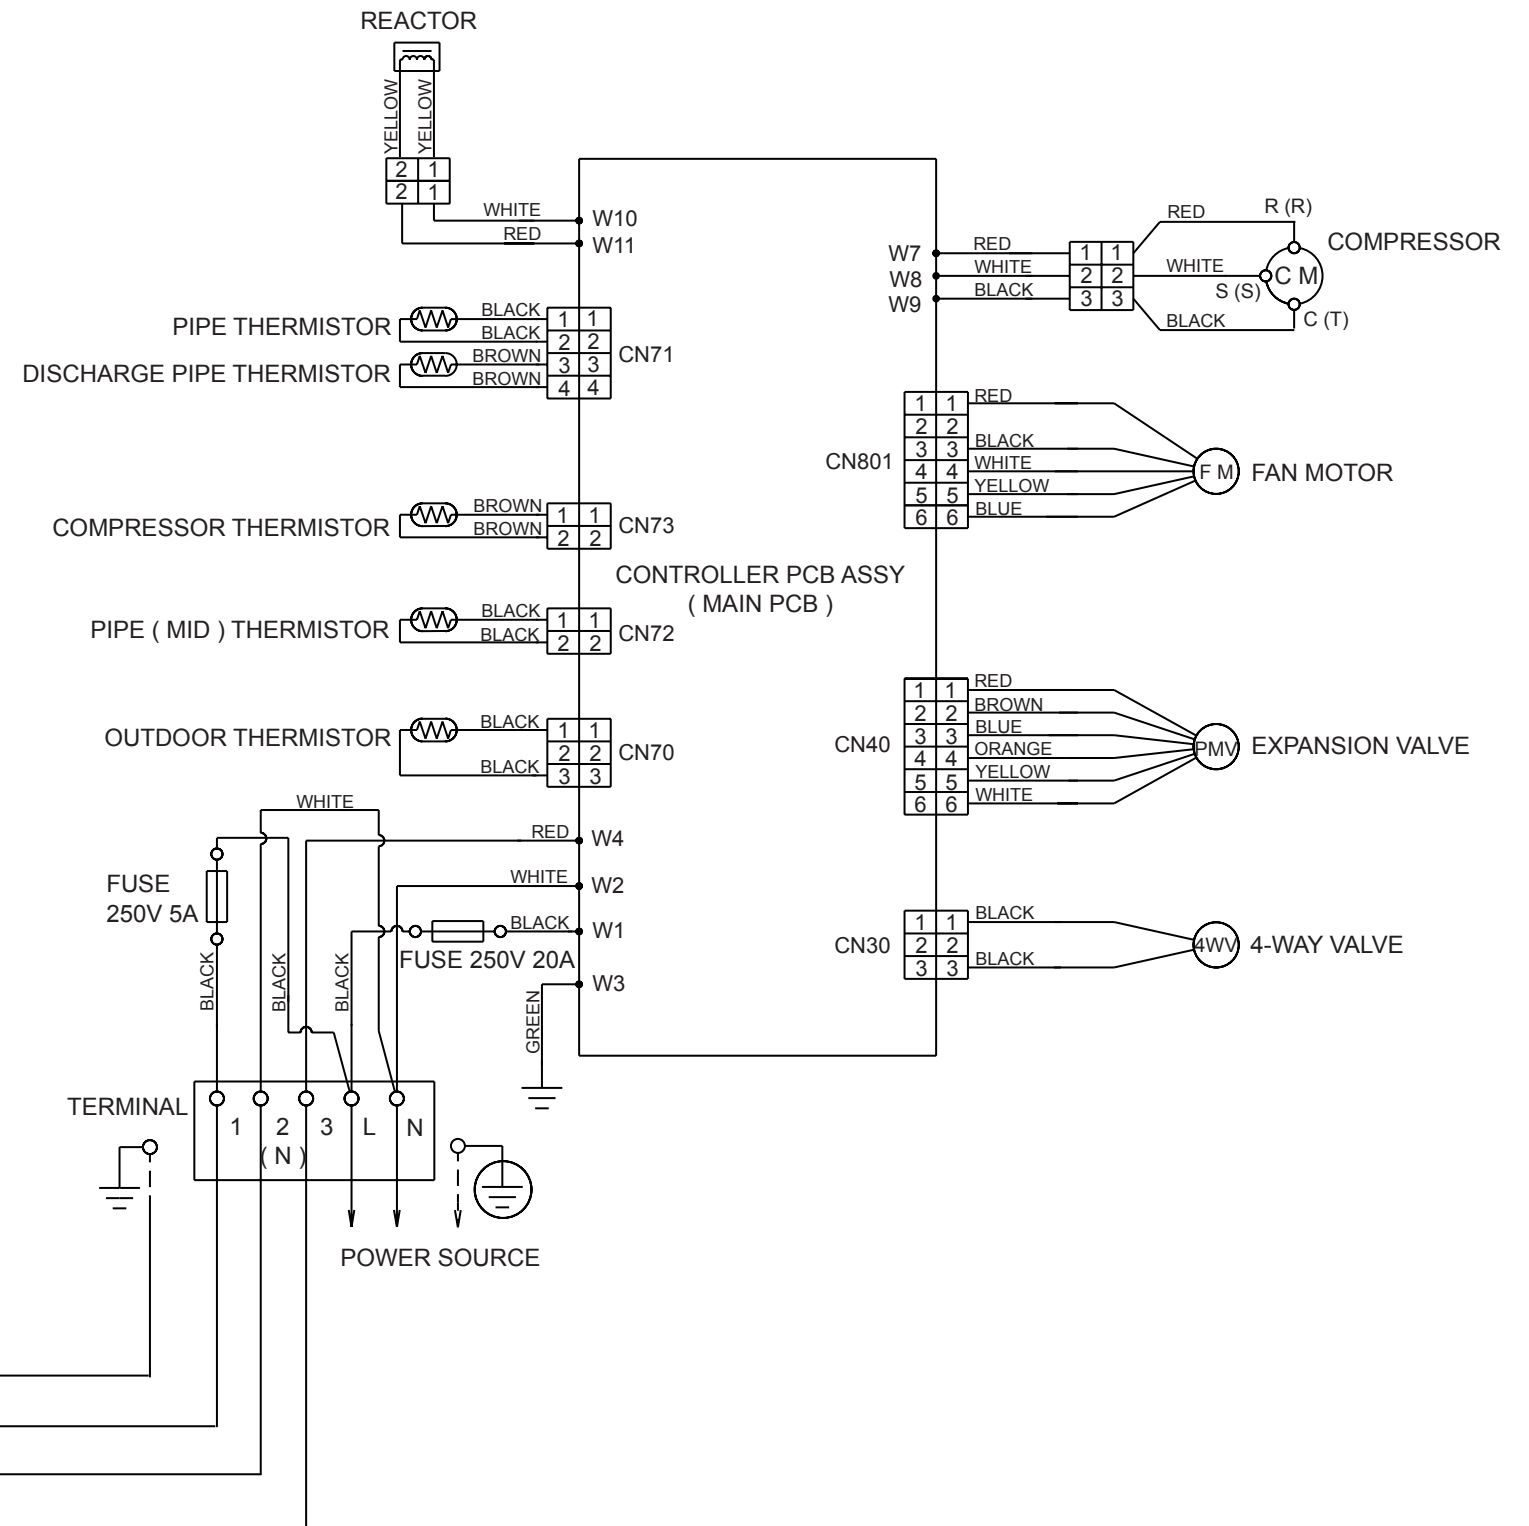 REACTOR
YELLOW
YELLOW
2 1
2 1
WHITE W10
RED W11
PIPE THERMISTOR
BLACK 1 1
BLACK 2 2
CN71
DISCHARGE PIPE THERMISTOR
BROWN 3 3
BROWN 4 4
COMPRESSOR THERMISTOR
BROWN 1 1
BROWN 2 2
CN73
CONTROLLER PCB ASSY
( MAIN PCB )
PIPE ( MID ) THERMISTOR
BLACK 1 1
BLACK 2 2
CN72
OUTDOOR THERMISTOR
BLACK 1 1
2 2
BLACK 3 3
CN70
WHITE
RED W4
WHITE W2
BLACK W1
W3
FUSE
250V 5A
FUSE 250V 20A
BLACK
BLACK
BLACK
GREEN
TERMINAL
1 2 3 L N
( N )
POWER SOURCE
W7 RED 1 1 RED R (R)
W8 WHITE 2 2 WHITE S (S)
W9 BLACK 3 3 BLACK C (T)
C M
COMPRESSOR
CN801
1 1 RED
2 2
3 3 BLACK
4 4 WHITE
5 5 YELLOW
6 6 BLUE
F M
FAN MOTOR
CN40
1 1 RED
2 2 BROWN
3 3 BLUE
4 4 ORANGE
5 5 YELLOW
6 6 WHITE
PMV
EXPANSION VALVE
CN30
1 1 BLACK
2 2
3 3 BLACK
4WV
4-WAY VALVE